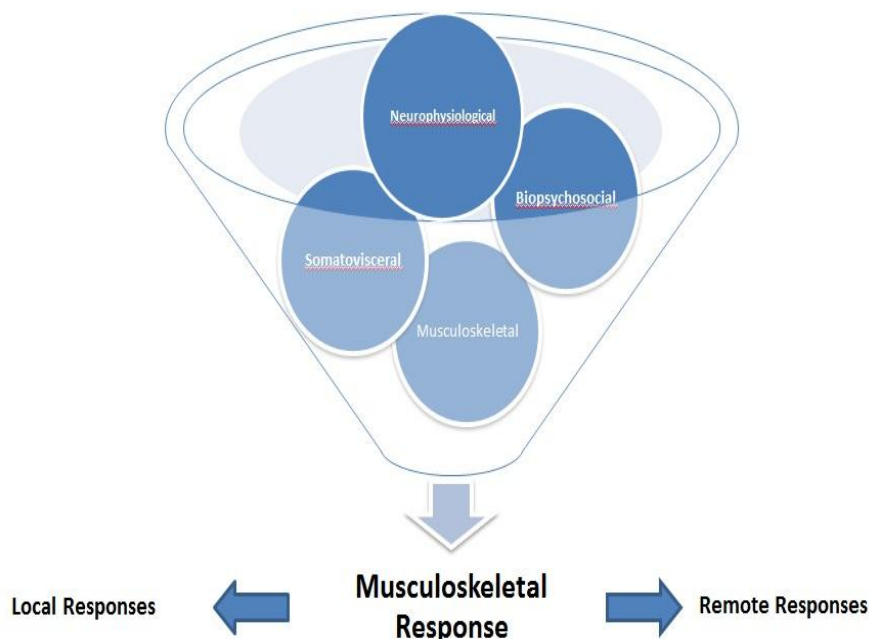 Neurophysiological
Biopsychosocial
Somatovisceral
Musculoskeletal
Local Responses
Musculoskeletal
Response
Remote Responses